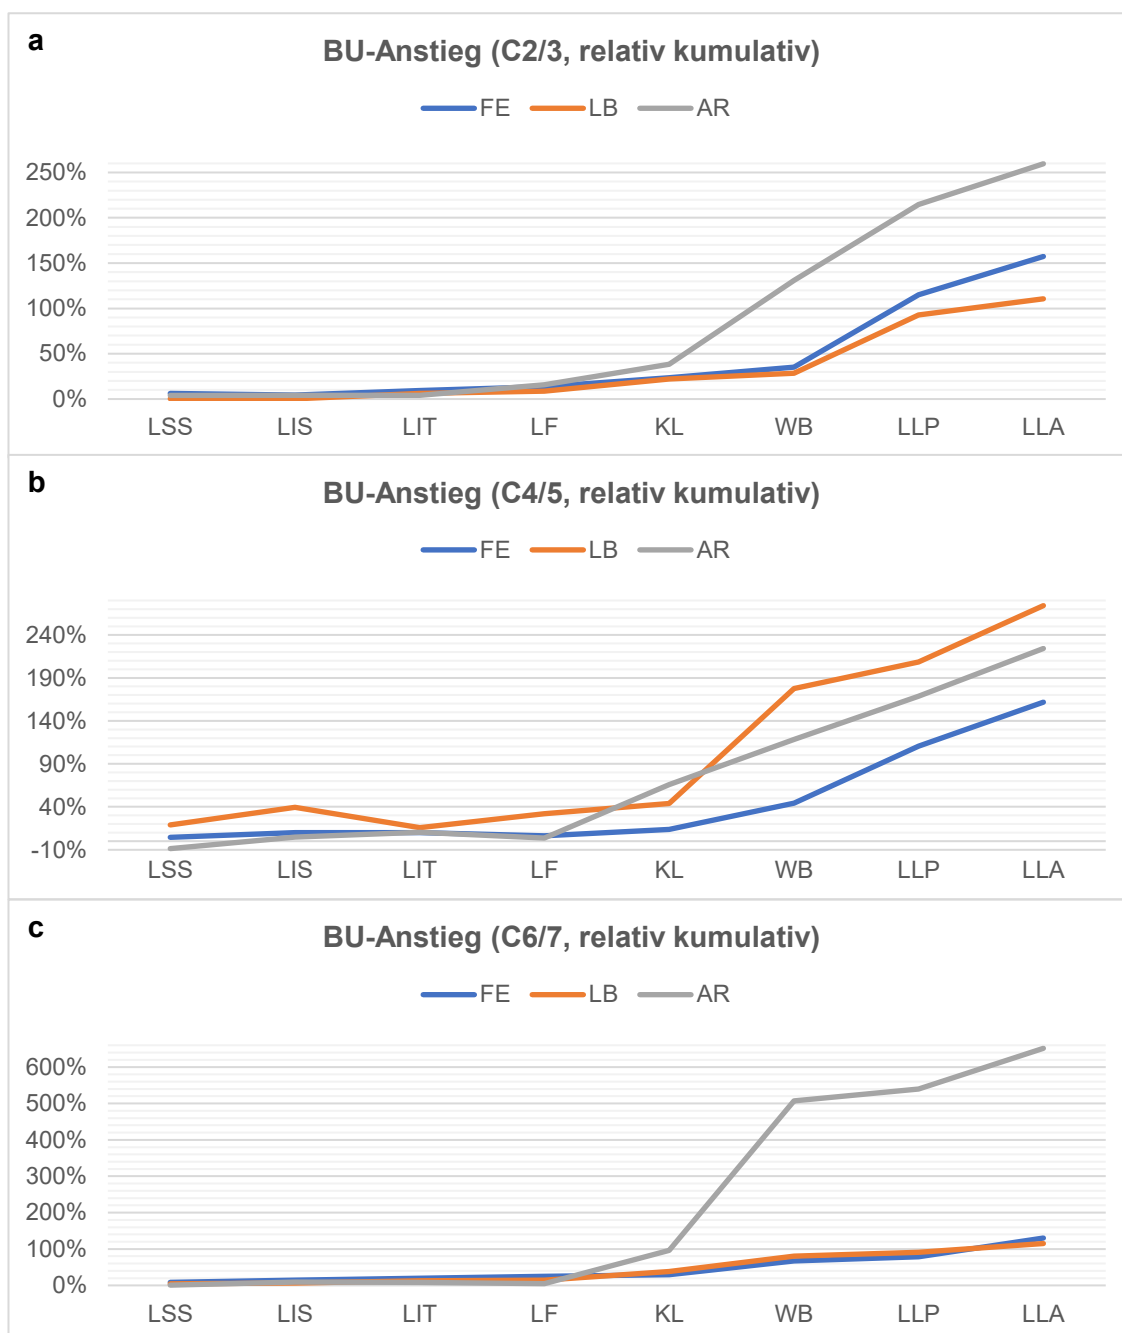 a
BU-Anstieg (C2/3, relativ kumulativ)
FE LB AR
250%
200%
150%
100%
50%
0%
LSS LIS LIT LF KL WB LLP LLA
b
BU-Anstieg (C4/5, relativ kumulativ)
FE LB AR
240%
190%
140%
90%
40%
-10%
LSS LIS LIT LF KL WB LLP LLA
c
BU-Anstieg (C6/7, relativ kumulativ)
FE LB AR
600%
500%
400%
300%
200%
100%
0%
LSS LIS LIT LF KL WB LLP LLA